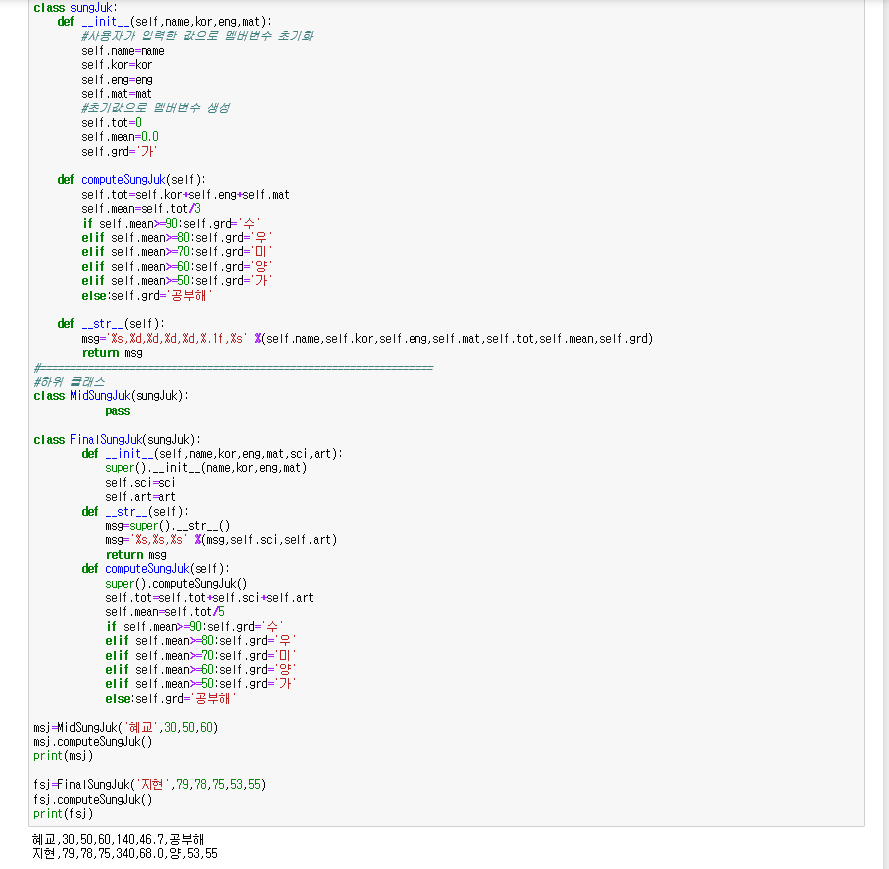 class sungJuk:
    def __init__(self,name,kor,eng,mat):
        #사용자가 입력한 값으로 멤버변수 초기화
        self.name=name
        self.kor=kor
        self.eng=eng
        self.mat=mat
        #초기값으로 멤버변수 생성
        self.tot=0
        self.mean=0.0
        self.grd='가'
    def computeSungJuk(self):
        self.tot=self.kor+self.eng+self.mat
        self.mean=self.tot/3
        if self.mean>=90:self.grd='수'
        elif self.mean>=80:self.grd='우'
        elif self.mean>=70:self.grd='미'
        elif self.mean>=60:self.grd='양'
        elif self.mean>=50:self.grd='가'
        else:self.grd='공부해'
    def __str__(self):
        msg='%s,%d,%d,%d,%d,%.1f,%s' %(self.name,self.kor,self.eng,self.mat,self.tot,self.mean,self.grd)
        return msg
#==================================================================
#하위 클래스
class MidSungJuk(sungJuk):
            pass
class FinalSungJuk(sungJuk):
        def __init__(self,name,kor,eng,mat,sci,art):
            super().__init__(name,kor,eng,mat)
            self.sci=sci
            self.art=art
        def __str__(self):
            msg=super().__str__()
            msg='%s,%s,%s' %(msg,self.sci,self.art)
            return msg
        def computeSungJuk(self):
            super().computeSungJuk()
            self.tot=self.tot+self.sci+self.art
            self.mean=self.tot/5
            if self.mean>=90:self.grd='수'
            elif self.mean>=80:self.grd='우'
            elif self.mean>=70:self.grd='미'
            elif self.mean>=60:self.grd='양'
            elif self.mean>=50:self.grd='가'
            else:self.grd='공부해'
msj=MidSungJuk('혜교',30,50,60)
msj.computeSungJuk()
print(msj)
fsj=FinalSungJuk('지현',79,78,75,53,55)
fsj.computeSungJuk()
print(fsj)
혜교,30,50,60,140,46.7,공부해
지현,79,78,75,340,68.0,양,53,55